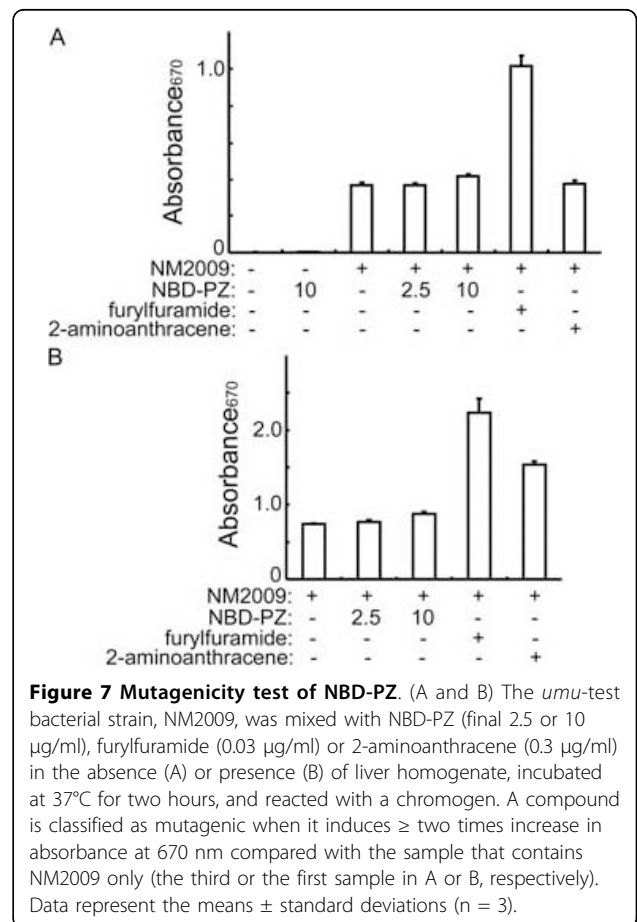 A
Absorbance670
1.0
0
NM2009: - - + + + + +
NBD-PZ: - 10 - 2.5 10 - -
furylfuramide: - - - - - + -
2-aminoanthracene: - - - - - - +
B
Absorbance670
2.0
1.0
0
NM2009: + + + + +
NBD-PZ: - 2.5 10 - -
furylfuramide: - - - + -
2-aminoanthracene: - - - - +
Figure 7 Mutagenicity test of NBD-PZ. (A and B) The umu-test
bacterial strain, NM2009, was mixed with NBD-PZ (final 2.5 or 10
μg/ml), furylfuramide (0.03 μg/ml) or 2-aminoanthracene (0.3 μg/ml)
in the absence (A) or presence (B) of liver homogenate, incubated
at 37°C for two hours, and reacted with a chromogen. A compound
is classified as mutagenic when it induces ≥ two times increase in
absorbance at 670 nm compared with the sample that contains
NM2009 only (the third or the first sample in A or B, respectively).
Data represent the means ± standard deviations (n = 3).